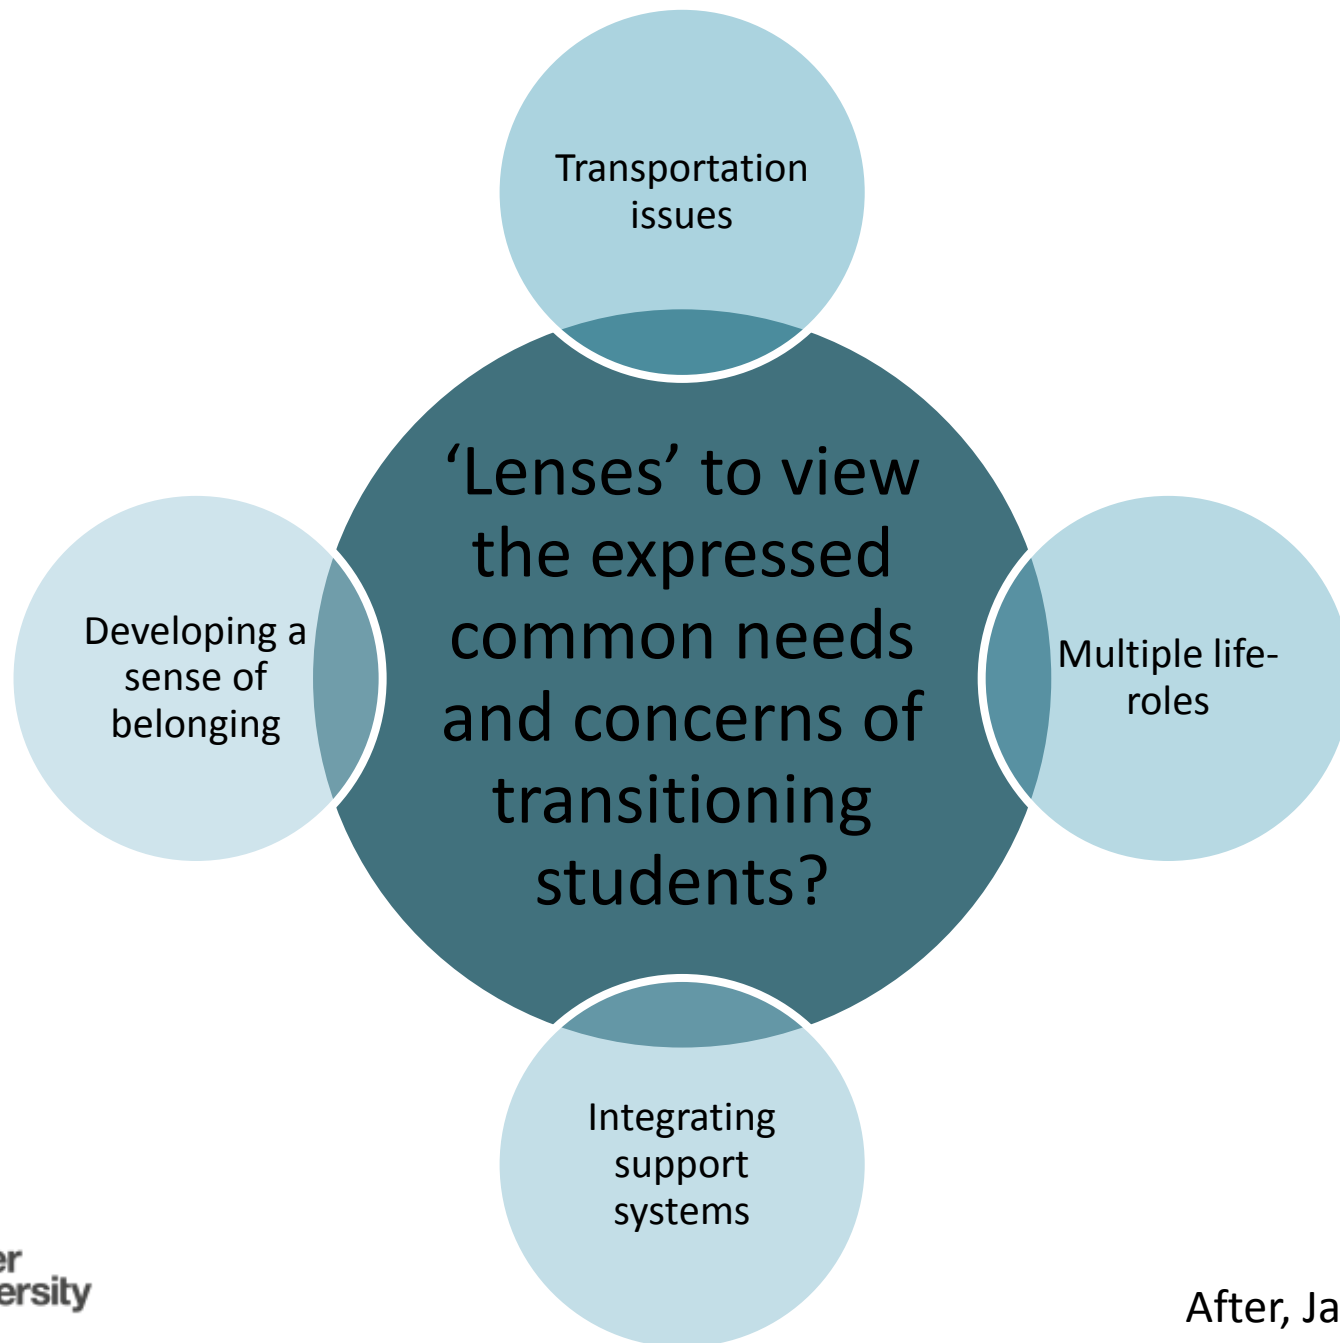 Transportation
issues
‘Lenses’ to view
the expressed
common needs
and concerns of
transitioning
students?
Developing a
sense of
belonging
Multiple life-
roles
Integrating
support
systems
er
ersity
After, Ja